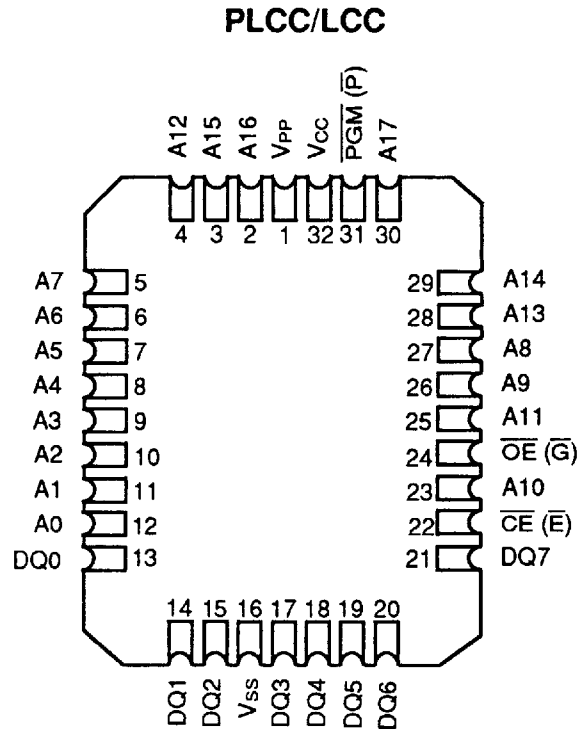 PLCC/LCC
A12 A15 A16 VPP VCC PGM (P) A17
4 3 2 1 32 31 30
A7 5 29 A14
A6 6 28 A13
A5 7 27 A8
A4 8 26 A9
A3 9 25 A11
A2 10 24 OE (G)
A1 11 23 A10
A0 12 22 CE (E)
DQ0 13 21 DQ7
14 15 16 17 18 19 20
DQ1 DQ2 VSS DQ3 DQ4 DQ5 DQ6